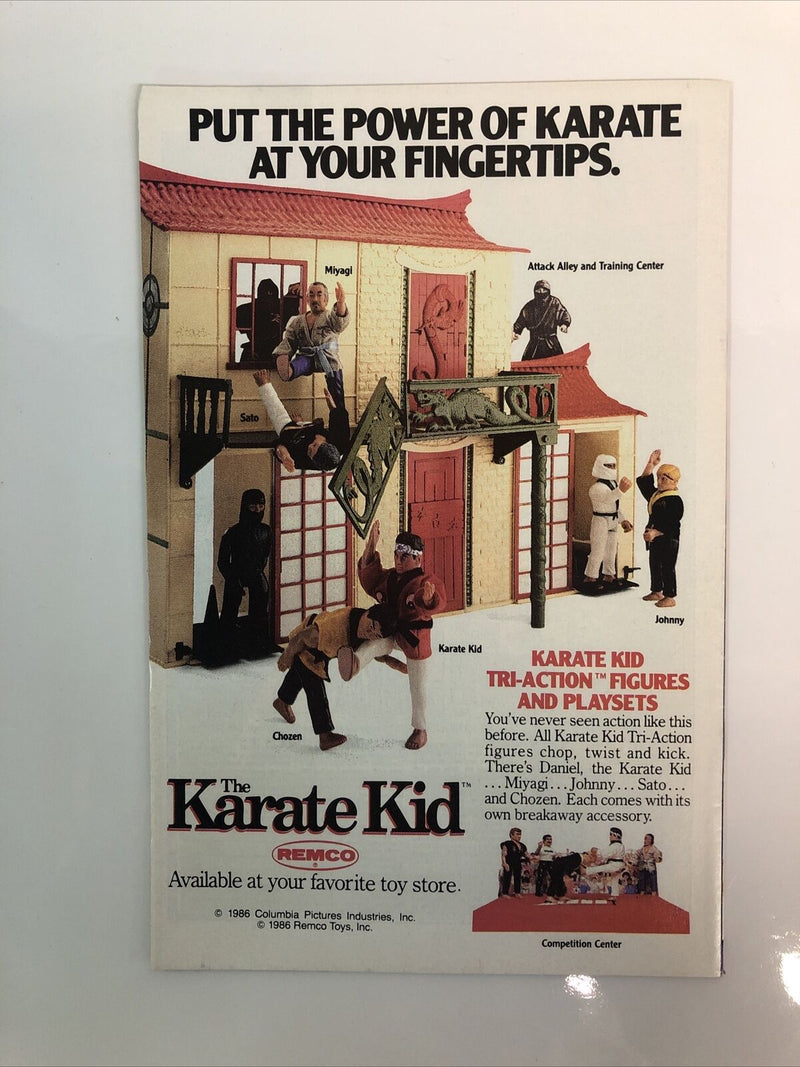 PUT THE POWER OF KARATE
AT YOUR FINGERTIPS.
Miyagi
Attack Alley and Training Center
Sato
Johnny
Karate Kid
Chozen
KARATE KID
TRI-ACTION™ FIGURES
AND PLAYSETS
You've never seen action like this
before. All Karate Kid Tri-Action
figures chop, twist and kick.
There's Daniel, the Karate Kid
...Miyagi...Johnny...Sato...
and Chozen. Each comes with its
own breakaway accessory.
The
Karate Kid™
REMCO®
Available at your favorite toy store.
© 1986 Columbia Pictures Industries, Inc.
© 1986 Remco Toys, Inc.
Competition Center